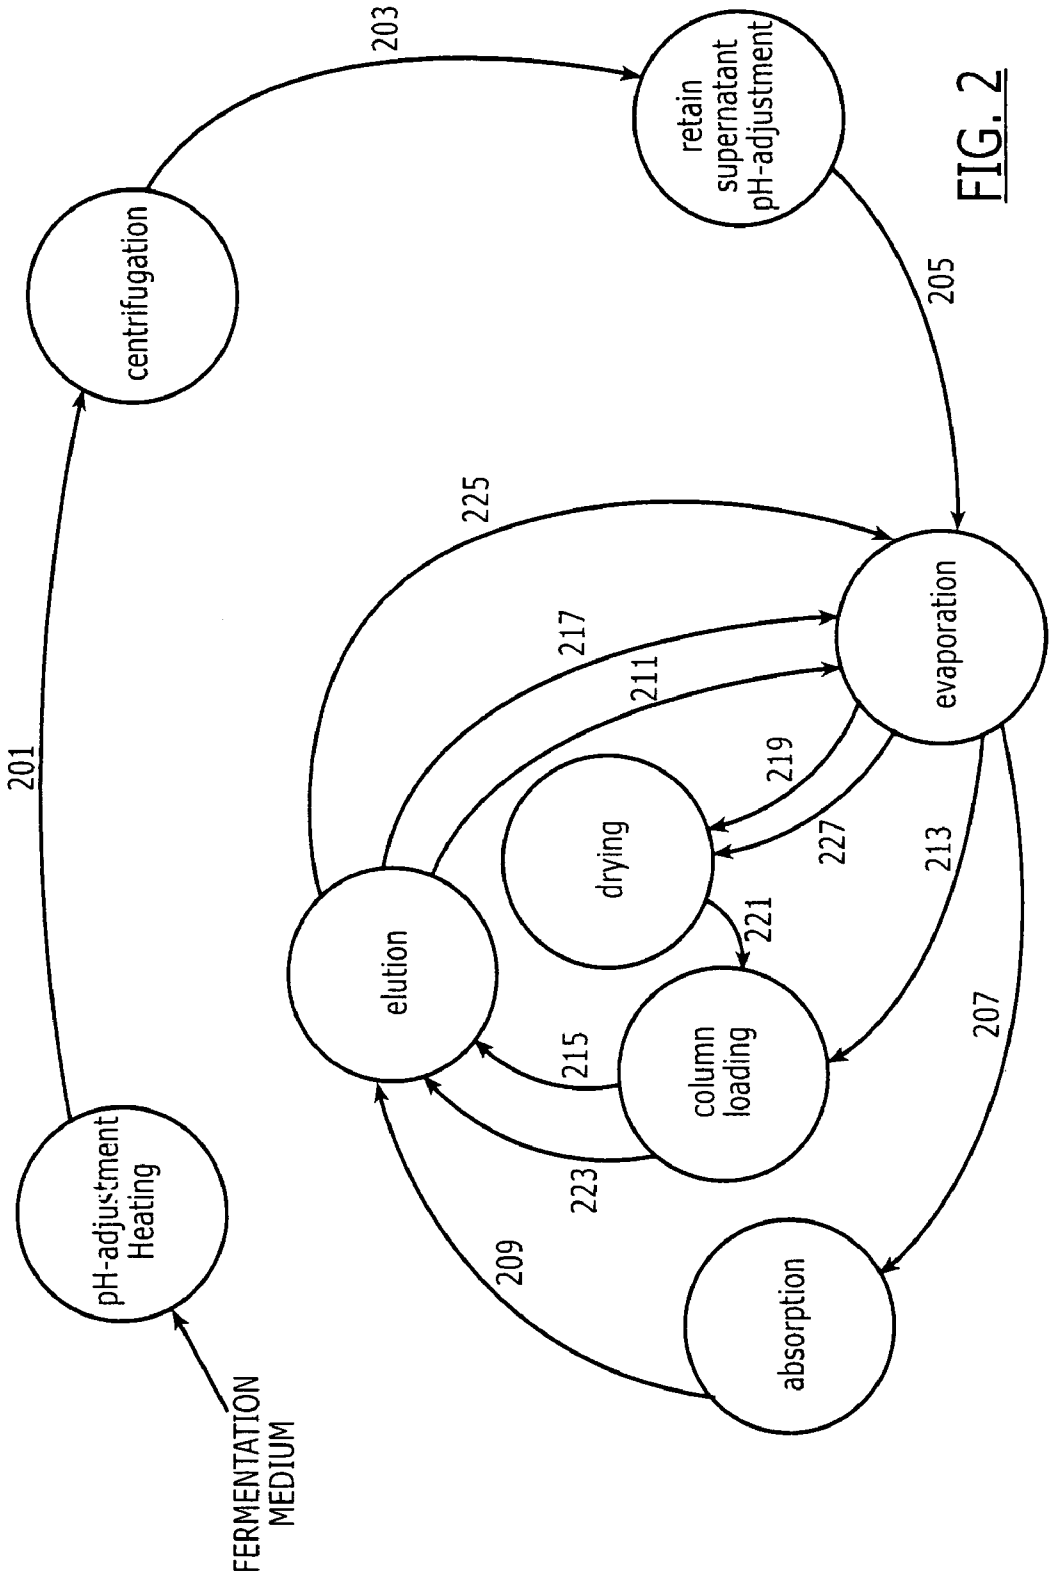 FERMENTATION
MEDIUM
pH-adjustment
Heating
201
centrifugation
203
retain
supernatant
pH-adjustment
205
evaporation
225
217
211
219
227
213
207
drying
221
elution
215
223
209
column
loading
absorption
FIG. 2